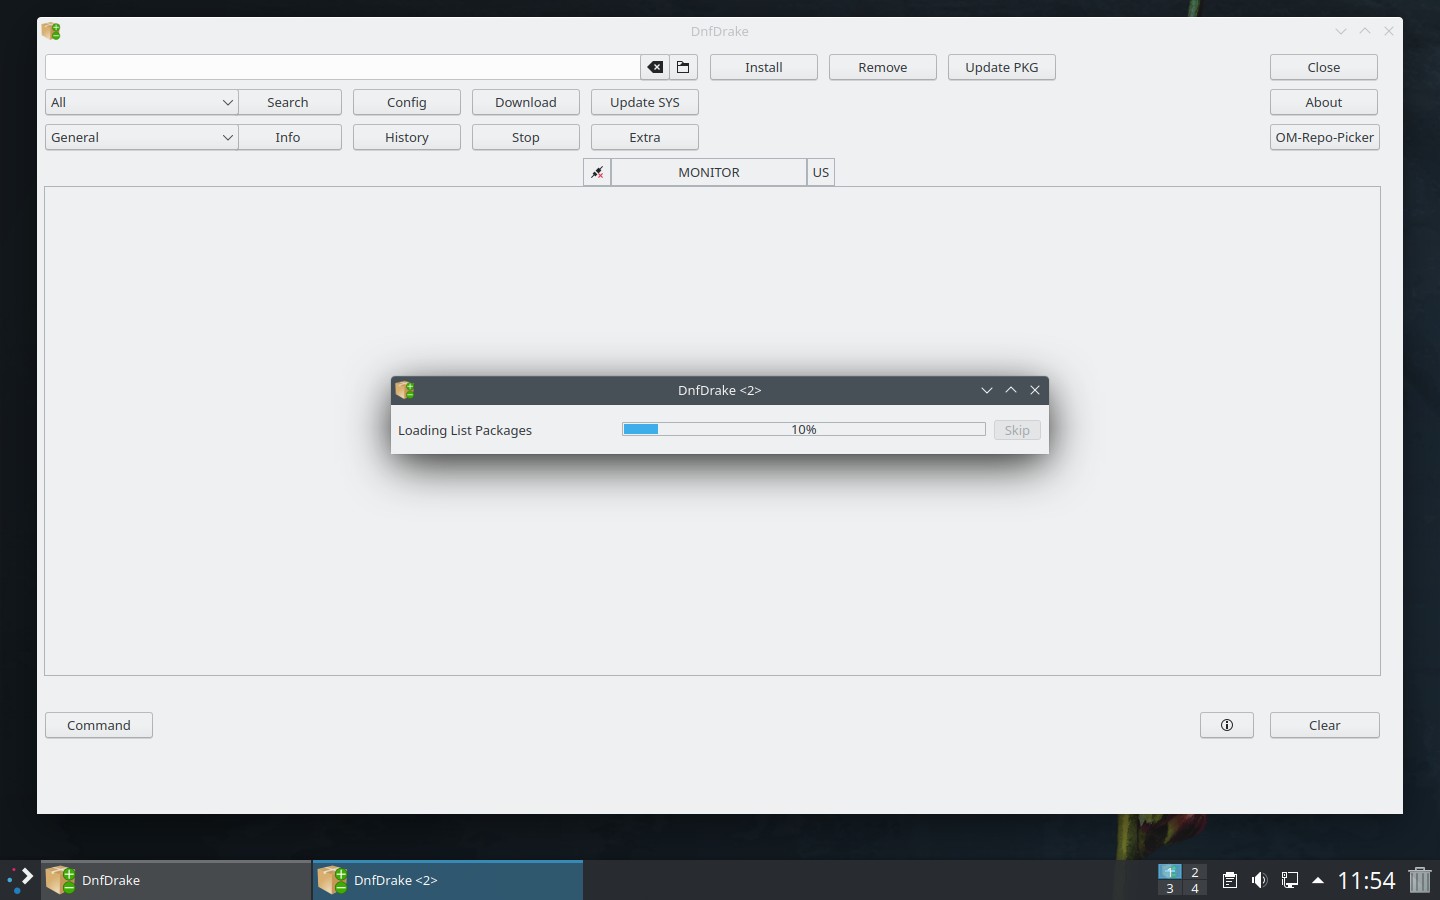 DnfDrake
Install Remove Update PKG Close
All Search Config Download Update SYS About
General Info History Stop Extra OM-Repo-Picker
MONITOR US
DnfDrake <2>
Loading List Packages 10% Skip
Command Clear
DnfDrake DnfDrake <2> 1 2 3 4 11:54